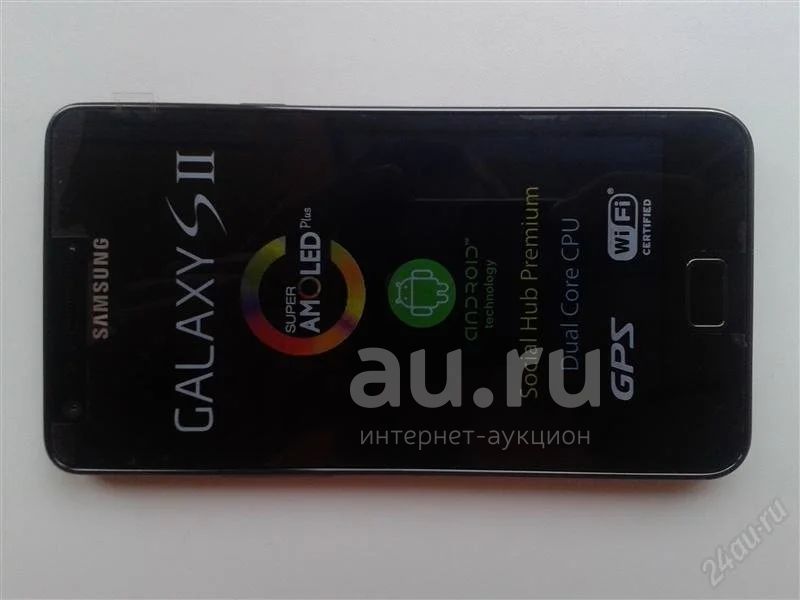 SAMSUNG
GALAXY S II
SUPER
AMOLED Plus
ANDROID™
technology
Social Hub Premium
Dual Core CPU
GPS
Wi Fi®
CERTIFIED
au.ru
интернет-аукцион
24au.ru